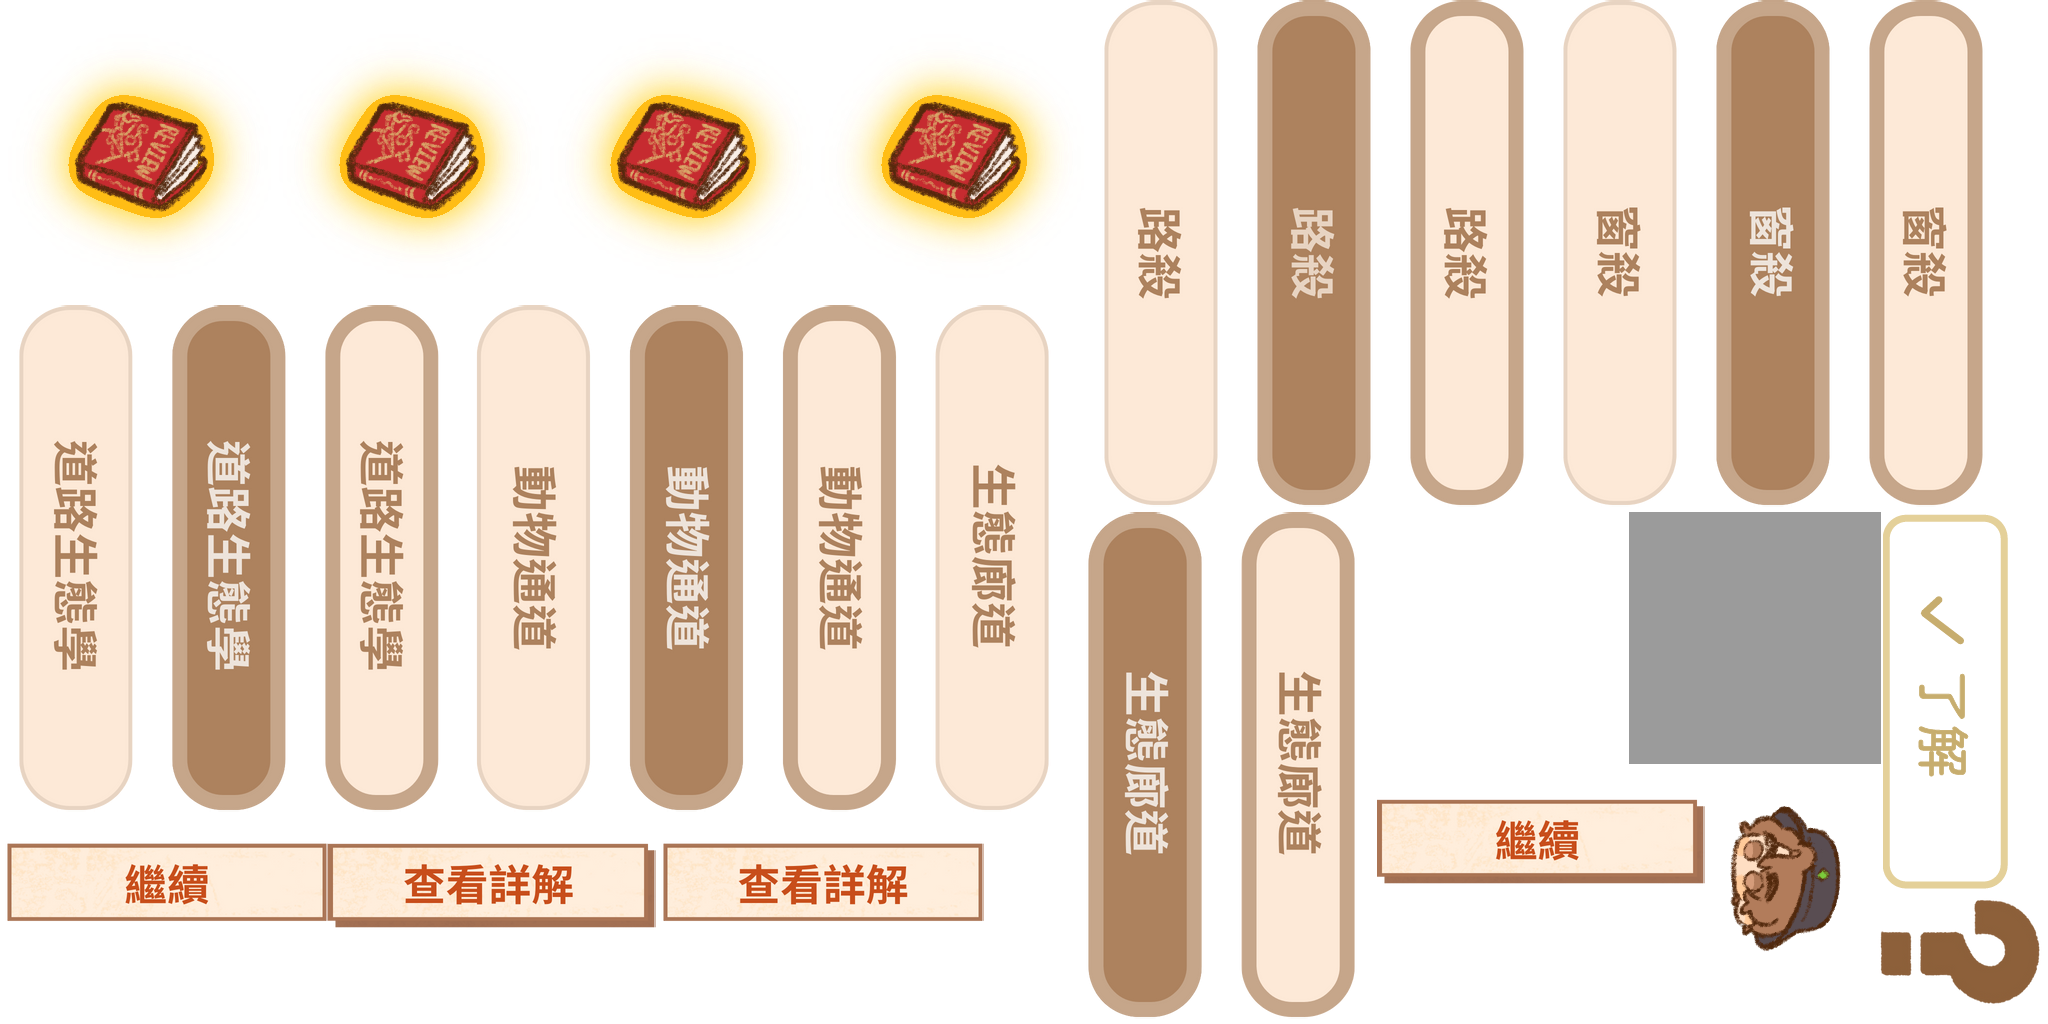 REVIEW
REVIEW
REVIEW
REVIEW
路殺
路殺
路殺
窗殺
窗殺
窗殺
道路生態學
道路生態學
道路生態學
動物通道
動物通道
動物通道
生態廊道
生態廊道
生態廊道
✓ 了解
繼續
查看詳解
查看詳解
繼續
?